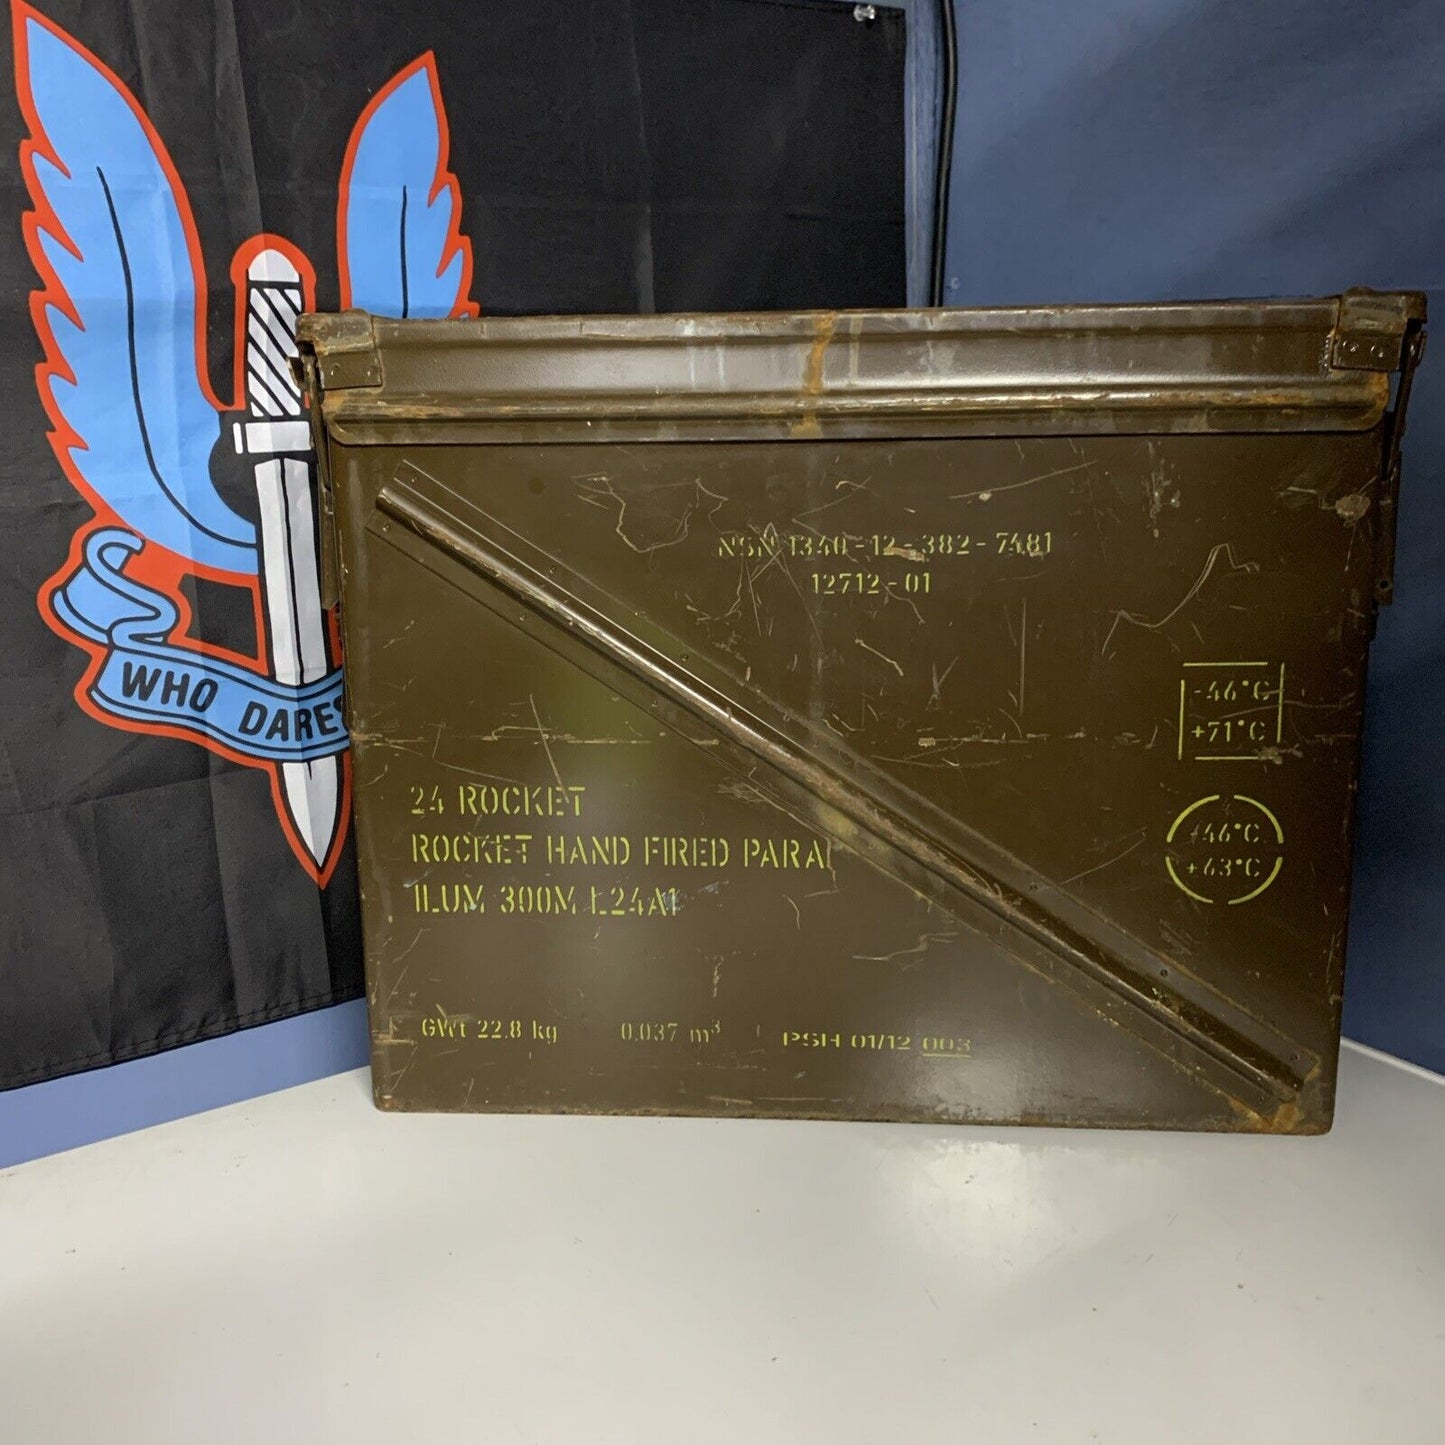 WHO DARES
NSN 1340-12-382-7481
12712-01
-46°C
+71°C
24 ROCKET
ROCKET HAND FIRED PARA
ILUM 300M L24A1
-46°C
+63°C
GWt 22.8 kg 0.037 m³ PSH 01/12 003